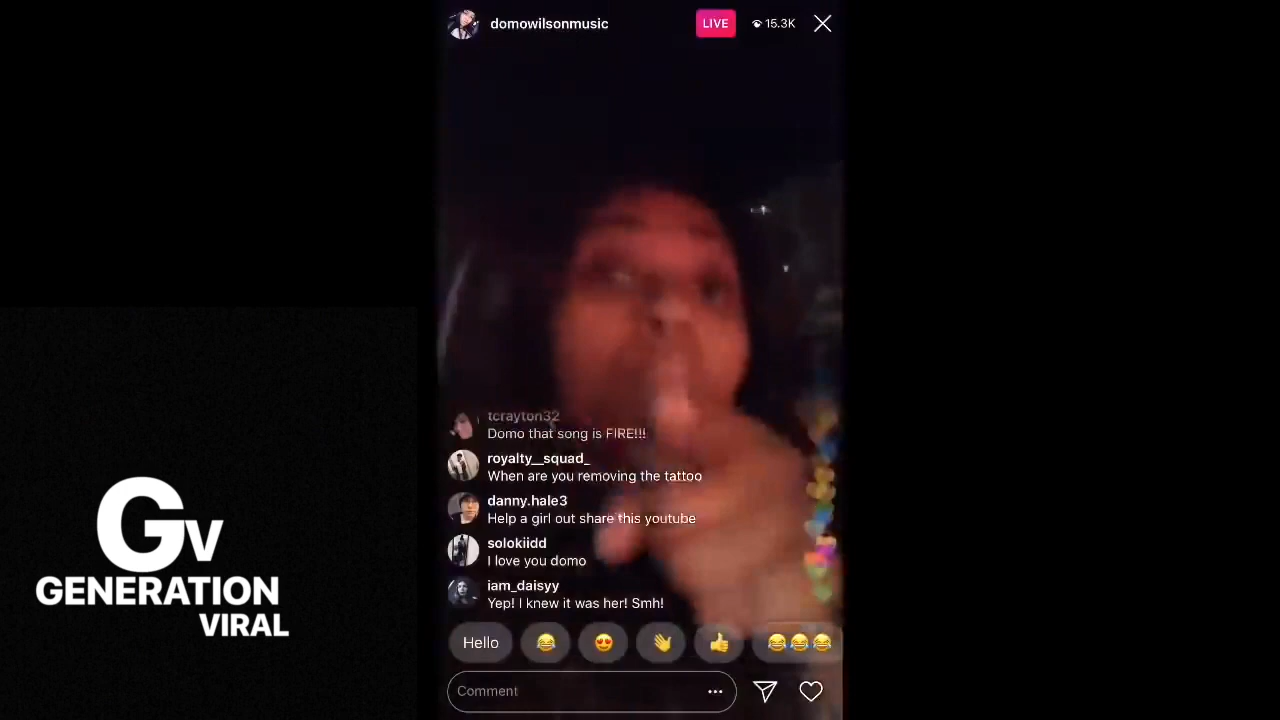 domowilsonmusic
LIVE
15.3K
tcrayton32
Domo that song is FIRE!!!
royalty__squad_
When are you removing the tattoo
danny.hale3
Help a girl out share this youtube
solokiidd
I love you domo
iam_daisyy
Yep! I knew it was her! Smh!
Hello
Comment
GV
GENERATION
VIRAL